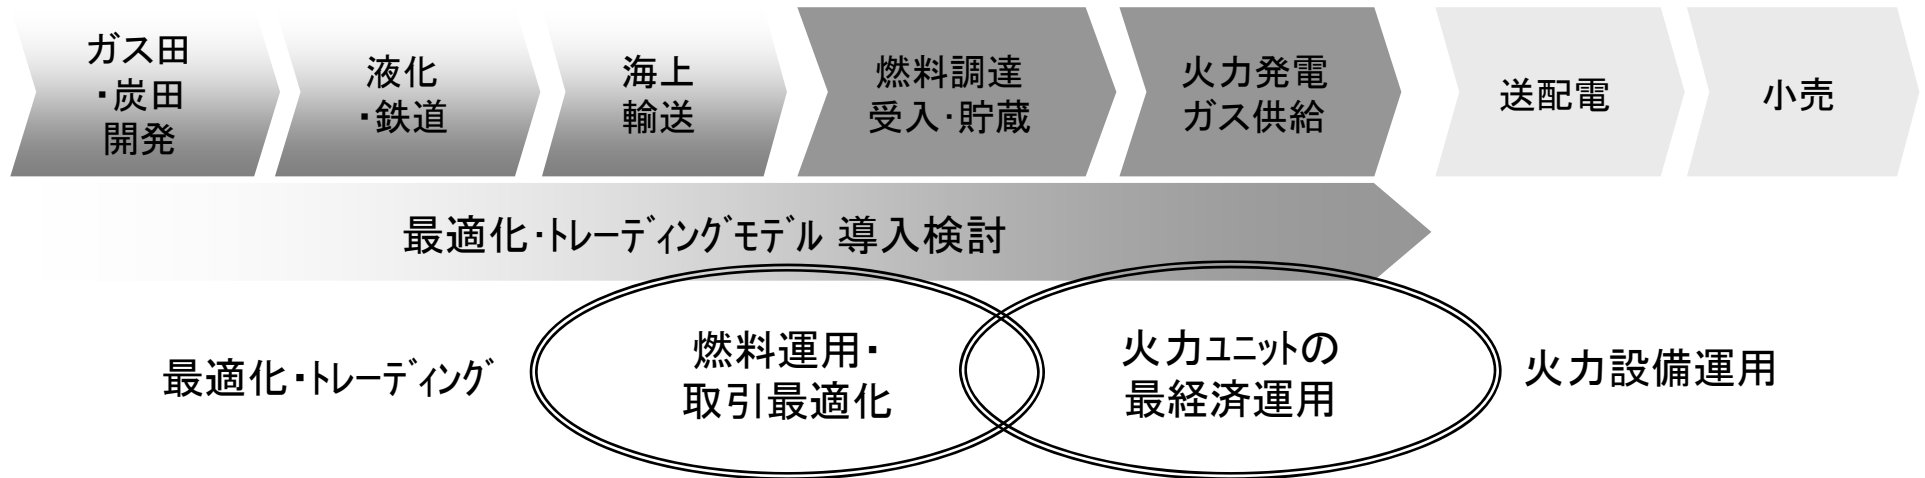 ガス田
・炭田
開発
液化
・鉄道
海上
輸送
燃料調達
受入・貯蔵
火力発電
ガス供給
送配電
小売
最適化・ﾄﾚｰﾃﾞｨﾝｸﾞﾓﾃﾞﾙ 導入検討
最適化・ﾄﾚｰﾃﾞｨﾝｸﾞ
燃料運用・
取引最適化
火力ﾕﾆｯﾄの
最経済運用
火力設備運用